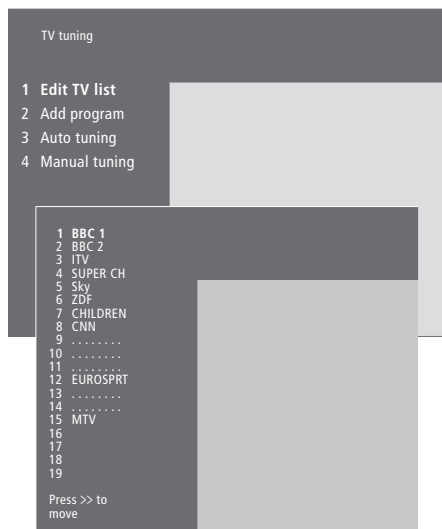 TV tuning
1 Edit TV list
2 Add program
3 Auto tuning
4 Manual tuning
1 BBC 1
2 BBC 2
3 ITV
4 SUPER CH
5 Sky
6 ZDF
7 CHILDREN
8 CNN
9 . . . . . . . .
10 . . . . . . . .
11 . . . . . . . .
12 EUROSPRT
13 . . . . . . . .
14 . . . . . . . .
15 MTV
16
17
18
19
Press >> to
move